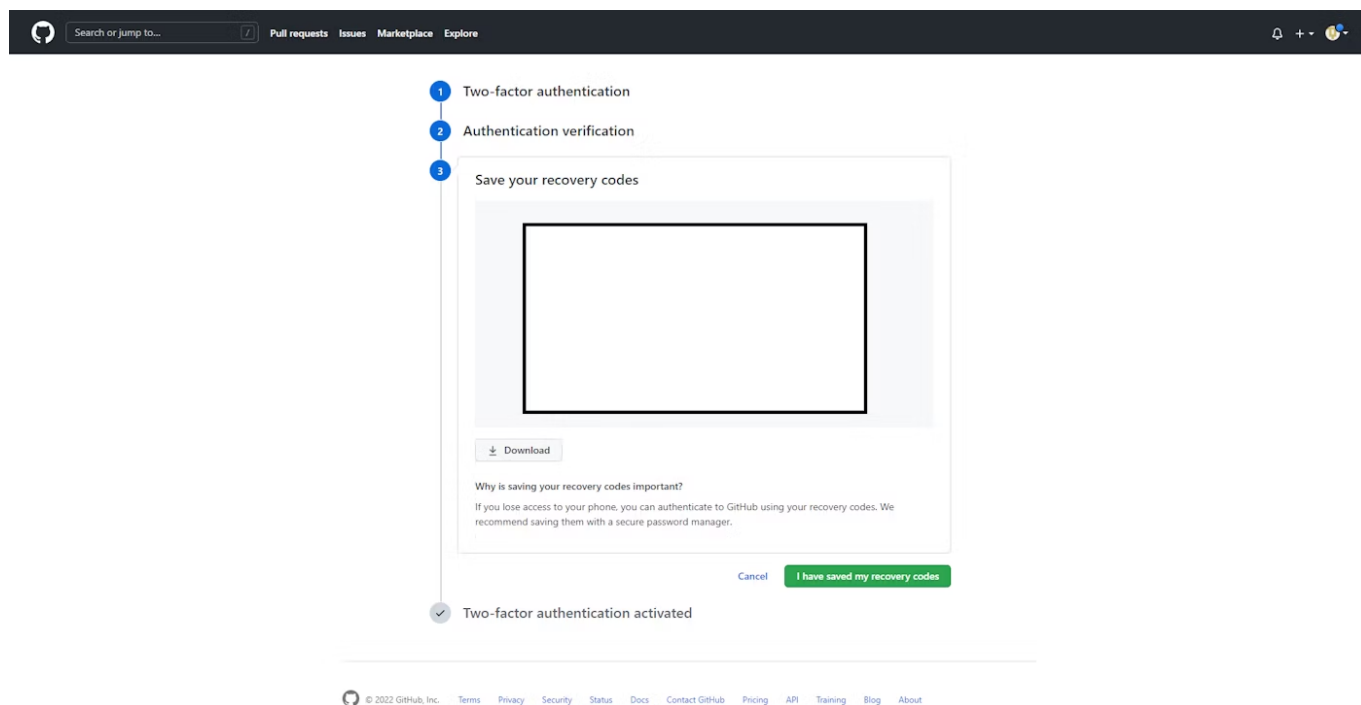 Search or jump to... /
Pull requests Issues Marketplace Explore
1 Two-factor authentication
2 Authentication verification
3
Save your recovery codes
Download
Why is saving your recovery codes important?
If you lose access to your phone, you can authenticate to GitHub using your recovery codes. We
recommend saving them with a secure password manager.
Cancel I have saved my recovery codes
Two-factor authentication activated
© 2022 GitHub, Inc. Terms Privacy Security Status Docs Contact GitHub Pricing API Training Blog About